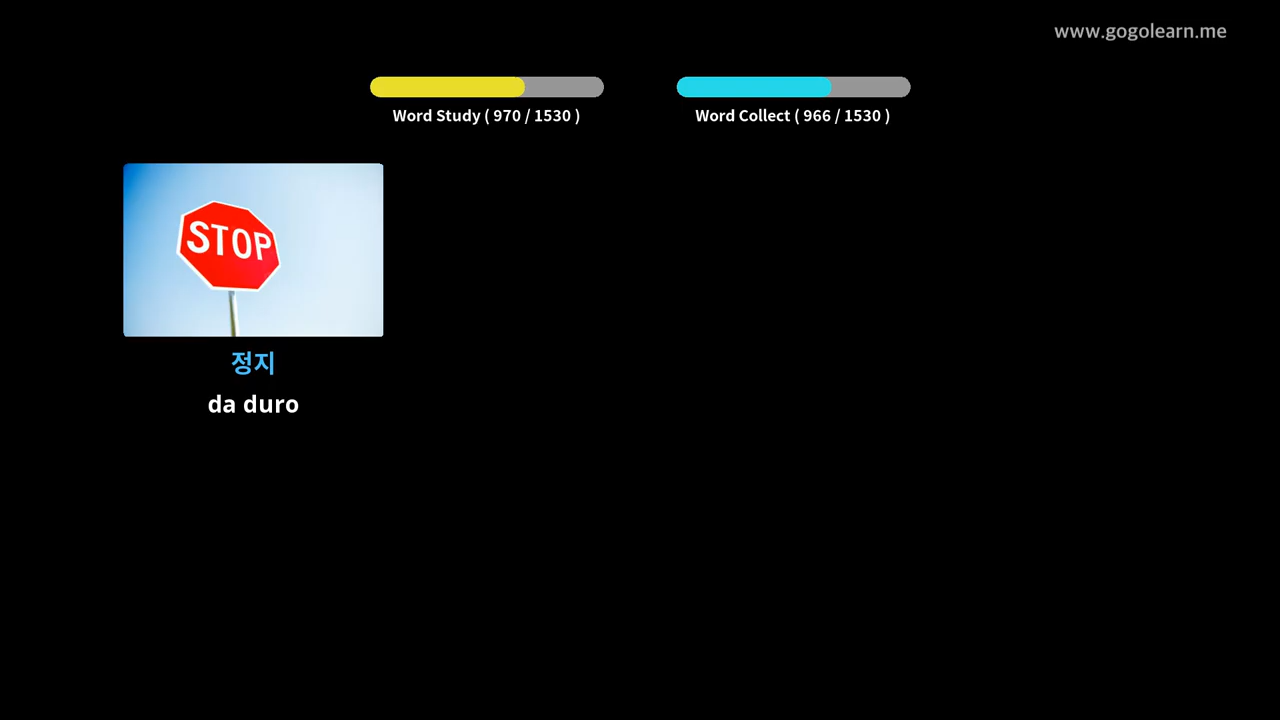 www.gogolearn.me
Word Study ( 970 / 1530 )
Word Collect ( 966 / 1530 )
STOP
정지
da duro